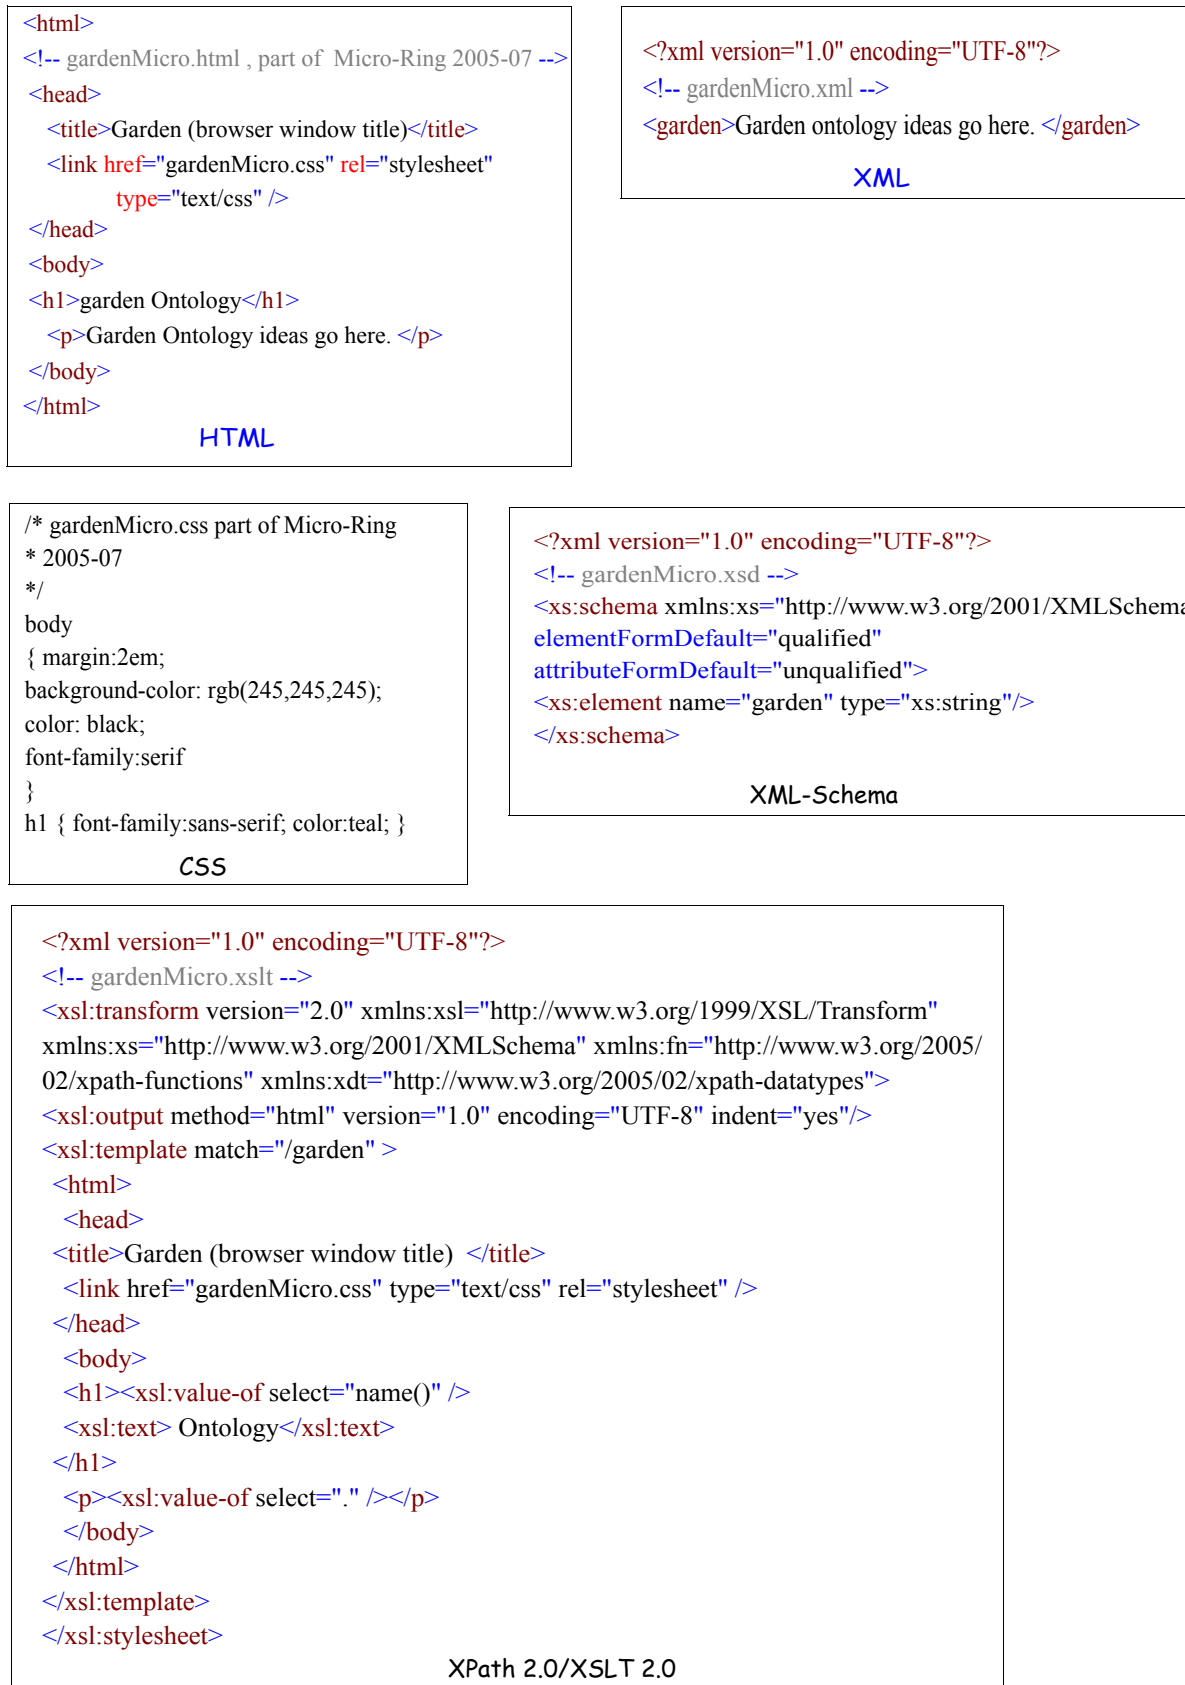 <html>
<!-- gardenMicro.html , part of  Micro-Ring 2005-07 -->
<head>
<title>Garden (browser window title)</title>
<link href="gardenMicro.css" rel="stylesheet"
type="text/css" />
</head>
<body>
<h1>garden Ontology</h1>
<p>Garden Ontology ideas go here. </p>
</body>
</html>
HTML
<?xml version="1.0" encoding="UTF-8"?>
<!-- gardenMicro.xml -->
<garden>Garden ontology ideas go here. </garden>
XML
/* gardenMicro.css part of Micro-Ring
* 2005-07
*/
body
{ margin:2em;
background-color: rgb(245,245,245);
color: black;
font-family:serif
}
h1 { font-family:sans-serif; color:teal; }
CSS
<?xml version="1.0" encoding="UTF-8"?>
<!-- gardenMicro.xsd -->
<xs:schema xmlns:xs="http://www.w3.org/2001/XMLSchema
elementFormDefault="qualified"
attributeFormDefault="unqualified">
<xs:element name="garden" type="xs:string"/>
</xs:schema>
XML-Schema
<?xml version="1.0" encoding="UTF-8"?>
<!-- gardenMicro.xslt -->
<xsl:transform version="2.0" xmlns:xsl="http://www.w3.org/1999/XSL/Transform"
xmlns:xs="http://www.w3.org/2001/XMLSchema" xmlns:fn="http://www.w3.org/2005/
02/xpath-functions" xmlns:xdt="http://www.w3.org/2005/02/xpath-datatypes">
<xsl:output method="html" version="1.0" encoding="UTF-8" indent="yes"/>
<xsl:template match="/garden" >
<html>
<head>
<title>Garden (browser window title)  </title>
<link href="gardenMicro.css" type="text/css" rel="stylesheet" />
</head>
<body>
<h1><xsl:value-of select="name()" />
<xsl:text> Ontology</xsl:text>
</h1>
<p><xsl:value-of select="." /></p>
</body>
</html>
</xsl:template>
</xsl:stylesheet>
XPath 2.0/XSLT 2.0